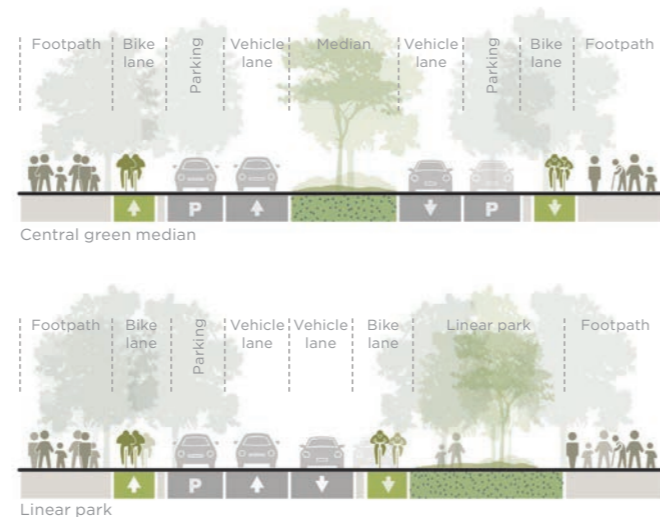 Footpath Bike lane Parking Vehicle lane Median Vehicle lane Parking Bike lane Footpath
P P
Central green median
Footpath Bike lane Parking Vehicle lane Vehicle lane Bike lane Linear park Footpath
P
Linear park